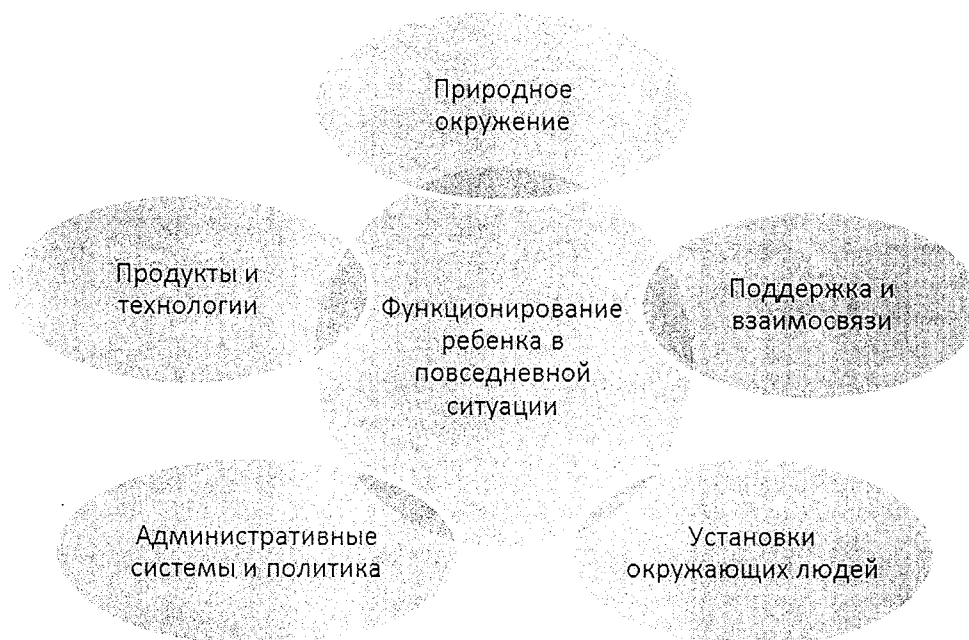 Природное
окружение
Продукты и
технологии
Поддержка и
взаимосвязи
Функционирование
ребенка в
повседневной
ситуации
Административные
системы и политика
Установки
окружающих людей